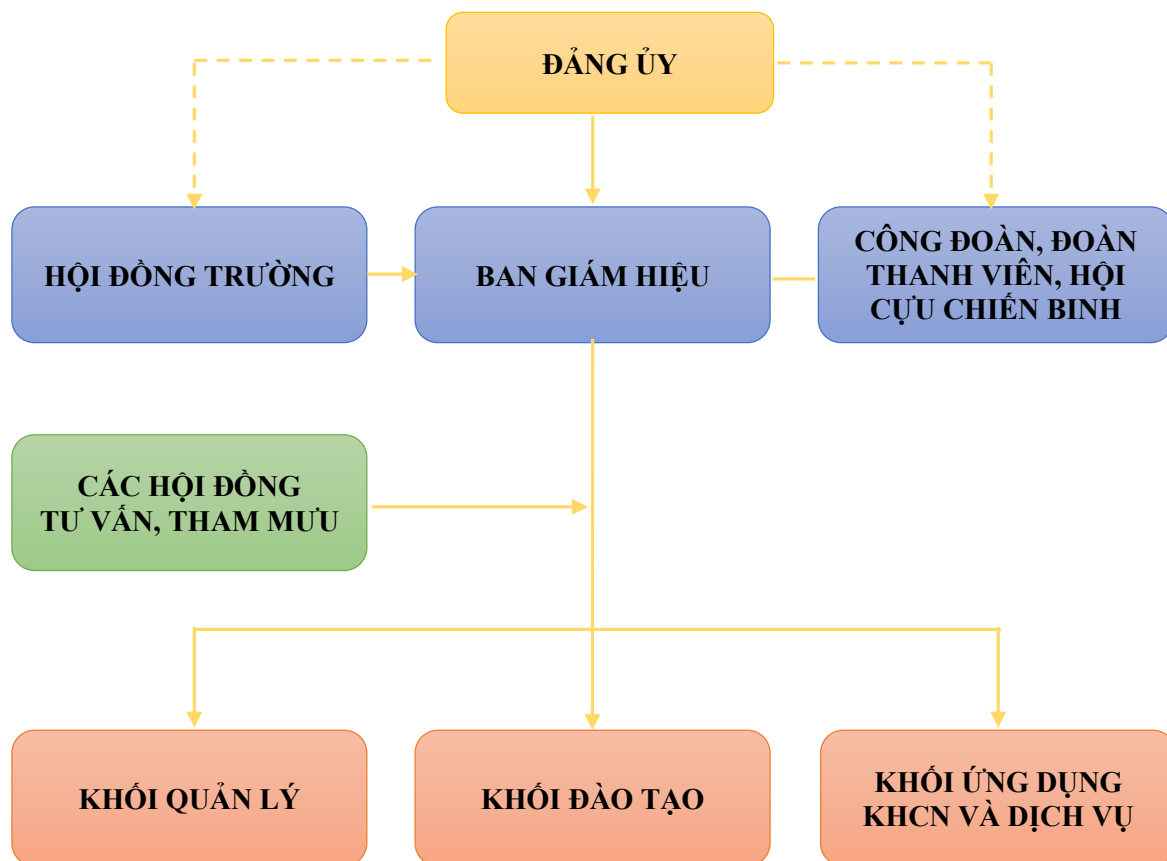 ĐẢNG ỦY
HỘI ĐỒNG TRƯỜNG
BAN GIÁM HIỆU
CÔNG ĐOÀN, ĐOÀN
THANH VIÊN, HỘI
CỰU CHIẾN BINH
CÁC HỘI ĐỒNG
TƯ VẤN, THAM MƯU
KHỐI QUẢN LÝ
KHỐI ĐÀO TẠO
KHỐI ỨNG DỤNG
KHCN VÀ DỊCH VỤ